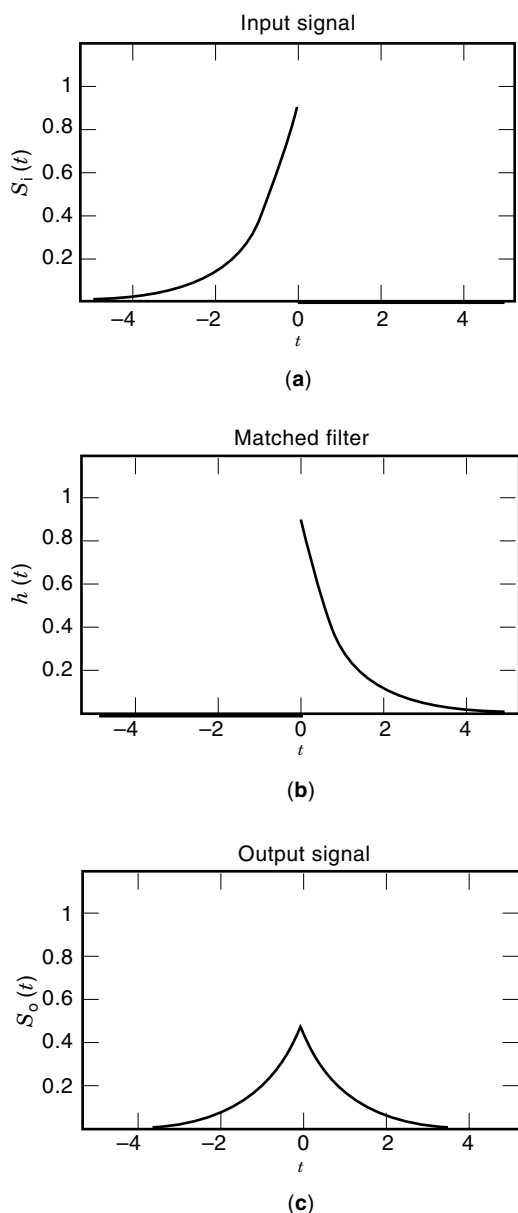 Input signal
1
0.8
0.6
0.4
0.2
S_i(t)
−4 −2 0 2 4
t
(a)
Matched filter
1
0.8
0.6
0.4
0.2
h(t)
−4 −2 0 2 4
t
(b)
Output signal
1
0.8
0.6
0.4
0.2
S_o(t)
−4 −2 0 2 4
t
(c)